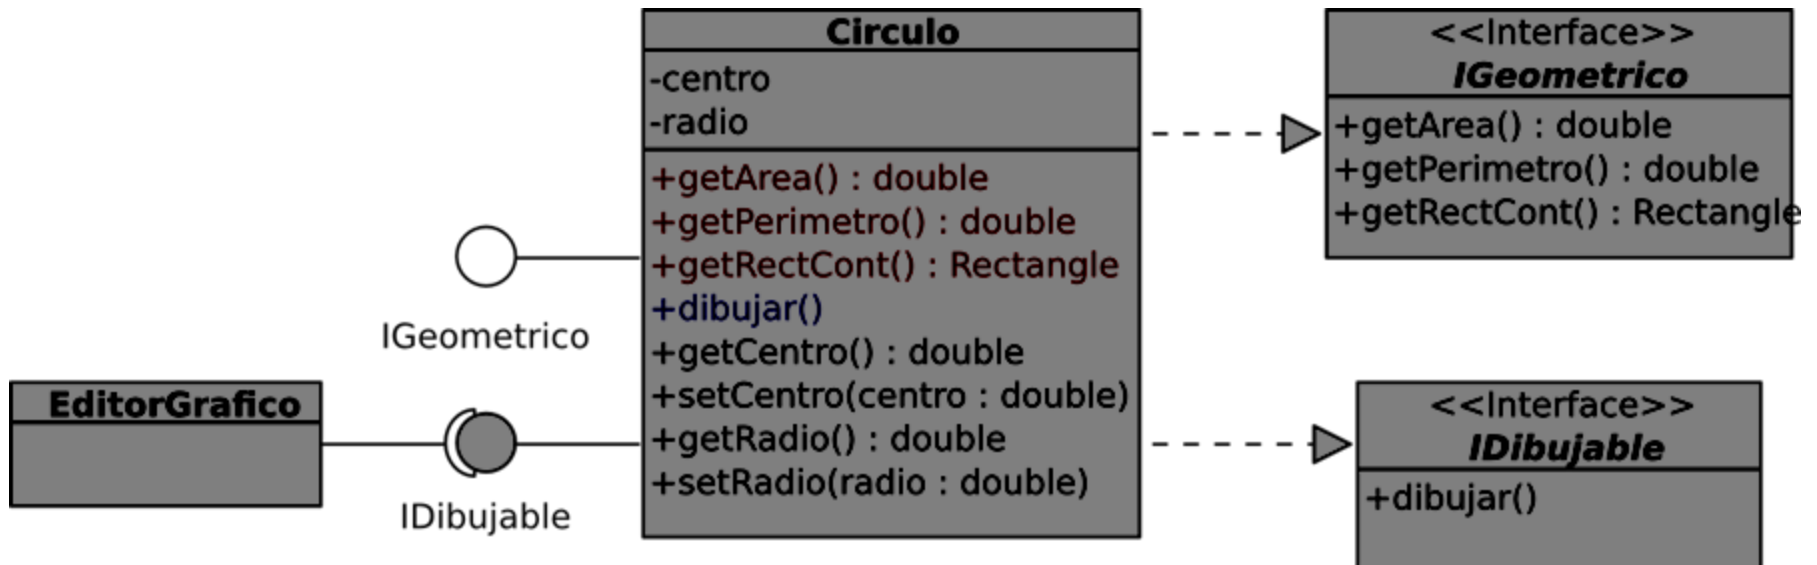 Circulo
-centro
-radio
+getArea() : double
+getPerimetro() : double
+getRectCont() : Rectangle
+dibujar()
+getCentro() : double
+setCentro(centro : double)
+getRadio() : double
+setRadio(radio : double)
<<Interface>>
IGeometrico
+getArea() : double
+getPerimetro() : double
+getRectCont() : Rectangle
IGeometrico
EditorGrafico
IDibujable
<<Interface>>
IDibujable
+dibujar()